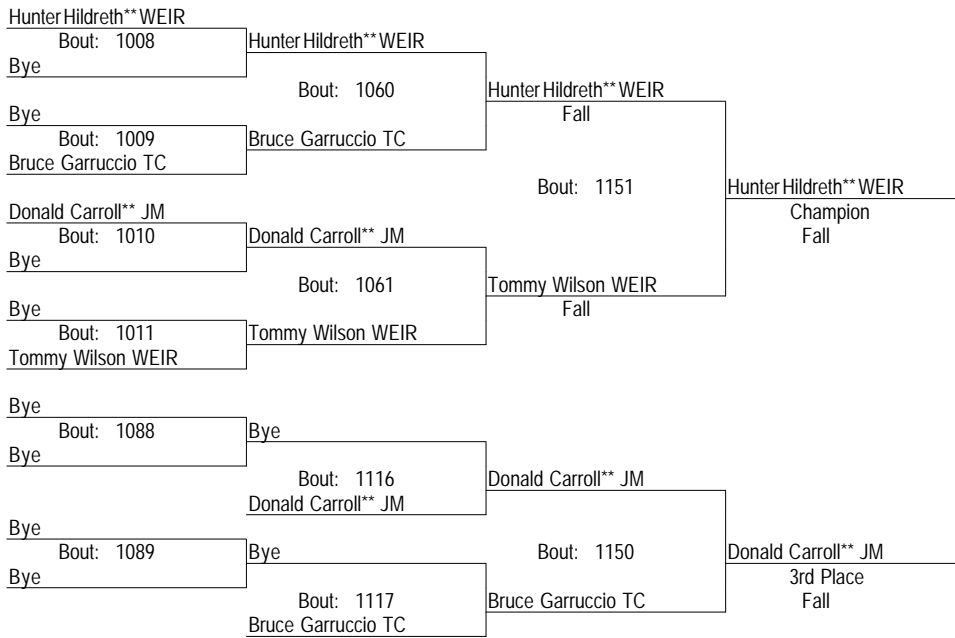 Hunter Hildreth** WEIR
Bout: 1008
Bye
Hunter Hildreth** WEIR
Bout: 1060
Bye
Bout: 1009
Bruce Garruccio TC
Bruce Garruccio TC
Hunter Hildreth** WEIR
Fall
Bout: 1151
Donald Carroll** JM
Bout: 1010
Bye
Donald Carroll** JM
Bout: 1061
Bye
Bout: 1011
Tommy Wilson WEIR
Tommy Wilson WEIR
Tommy Wilson WEIR
Fall
Hunter Hildreth** WEIR
Champion
Fall
Bye
Bout: 1088
Bye
Bye
Bout: 1116
Donald Carroll** JM
Donald Carroll** JM
Bye
Bout: 1089
Bye
Bye
Bout: 1117
Bruce Garruccio TC
Bout: 1150
Bruce Garruccio TC
Donald Carroll** JM
3rd Place
Fall